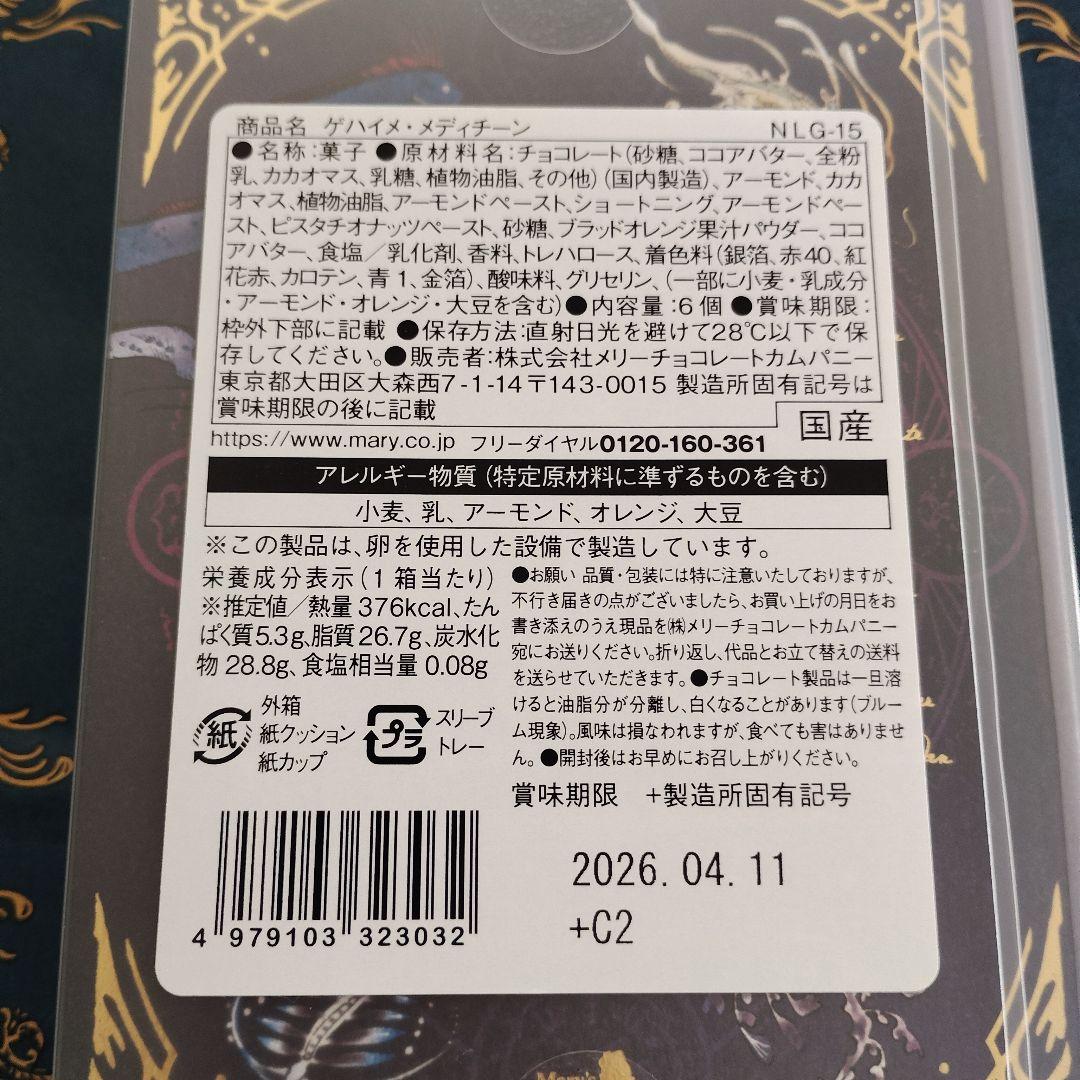 商品名 ゲハイメ・メディチーン NLG-15
●名称:菓子 ●原材料名:チョコレート(砂糖、ココアバター、全粉
乳、カカオマス、乳糖、植物油脂、その他)(国内製造)、アーモンド、カカ
オマス、植物油脂、アーモンドペースト、ショートニング、アーモンドペー
スト、ピスタチオナッツペースト、砂糖、ブラッドオレンジ果汁パウダー、ココ
アバター、食塩/乳化剤、香料、トレハロース、着色料(銀箔、赤40、紅
花赤、カロテン、青1、金箔)、酸味料、グリセリン、(一部に小麦・乳成分
・アーモンド・オレンジ・大豆を含む)●内容量:6個 ●賞味期限:
枠外下部に記載 ●保存方法:直射日光を避けて28℃以下で保
存してください。●販売者:株式会社メリーチョコレートカムパニー
東京都大田区大森西7-1-14〒143-0015 製造所固有記号は
賞味期限の後に記載
国産
https://www.mary.co.jp フリーダイヤル0120-160-361
アレルギー物質(特定原材料に準ずるものを含む)
小麦、乳、アーモンド、オレンジ、大豆
※この製品は、卵を使用した設備で製造しています。
栄養成分表示(1箱当たり)
※推定値/熱量376kcal、たん
ぱく質5.3g、脂質26.7g、炭水化
物28.8g、食塩相当量0.08g
紙
外箱
紙クッション
紙カップ
プラ
スリーブ
トレー
●お願い 品質・包装には特に注意いたしておりますが、
不行き届きの点がございましたら、お買い上げの月日をお
書き添えのうえ現品を㈱メリーチョコレートカムパニー
宛にお送りください。折り返し、代品とお立て替えの送料
を送らせていただきます。●チョコレート製品は一旦溶
けると油脂分が分離し、白くなることがあります(ブルー
ム現象)。風味は損なわれますが、食べても害はありませ
ん。●開封後はお早めにお召し上がりください。
賞味期限 +製造所固有記号
2026.04.11
+C2
4 979103 323032
Mary's